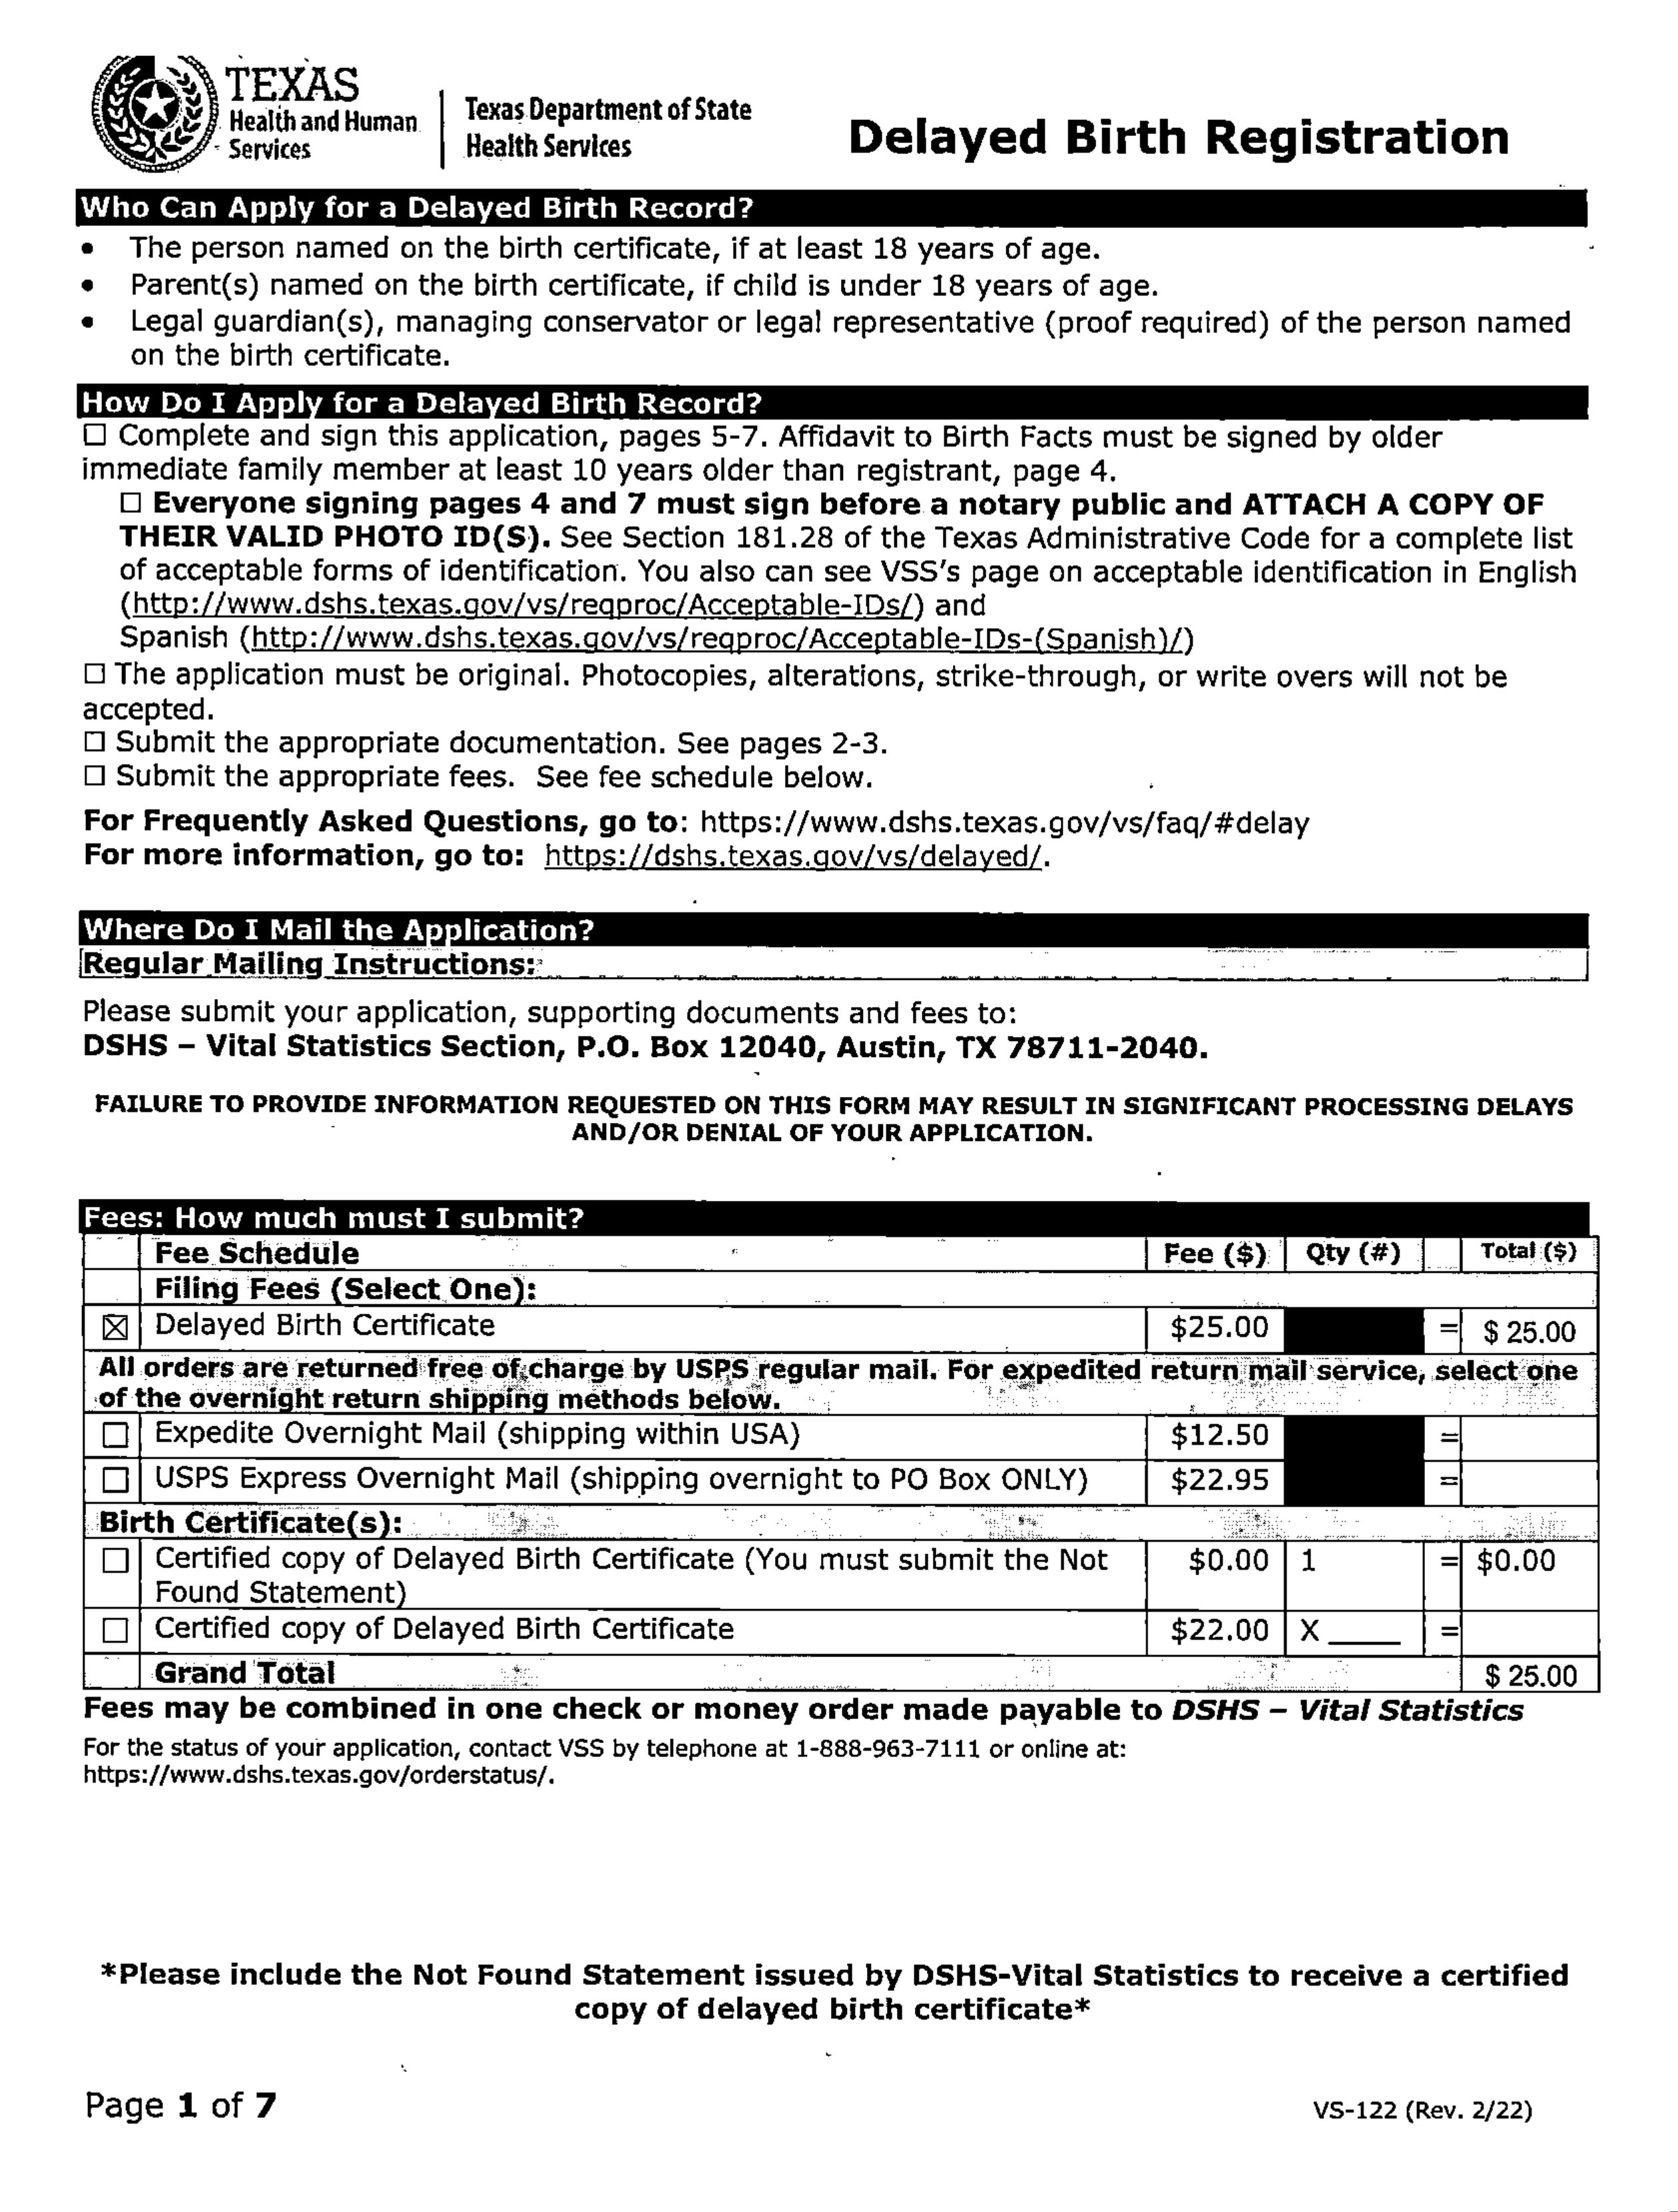 TEXAS
Health and Human
Services
Texas Department of State
Health Services
Delayed Birth Registration
Who Can Apply for a Delayed Birth Record?
• The person named on the birth certificate, if at least 18 years of age.
• Parent(s) named on the birth certificate, if child is under 18 years of age.
• Legal guardian(s), managing conservator or legal representative (proof required) of the person named
on the birth certificate.
How Do I Apply for a Delayed Birth Record?
☐ Complete and sign this application, pages 5-7. Affidavit to Birth Facts must be signed by older
immediate family member at least 10 years older than registrant, page 4.
☐ Everyone signing pages 4 and 7 must sign before a notary public and ATTACH A COPY OF
THEIR VALID PHOTO ID(S). See Section 181.28 of the Texas Administrative Code for a complete list
of acceptable forms of identification. You also can see VSS's page on acceptable identification in English
(http://www.dshs.texas.gov/vs/reqproc/Acceptable-IDs/) and
Spanish (http://www.dshs.texas.gov/vs/reqproc/Acceptable-IDs-(Spanish)/)
☐ The application must be original. Photocopies, alterations, strike-through, or write overs will not be
accepted.
☐ Submit the appropriate documentation. See pages 2-3.
☐ Submit the appropriate fees. See fee schedule below.
For Frequently Asked Questions, go to: https://www.dshs.texas.gov/vs/faq/#delay
For more information, go to: https://dshs.texas.gov/vs/delayed/.
Where Do I Mail the Application?
Regular Mailing Instructions:
Please submit your application, supporting documents and fees to:
DSHS – Vital Statistics Section, P.O. Box 12040, Austin, TX 78711-2040.
FAILURE TO PROVIDE INFORMATION REQUESTED ON THIS FORM MAY RESULT IN SIGNIFICANT PROCESSING DELAYS
AND/OR DENIAL OF YOUR APPLICATION.
Fees: How much must I submit?
Fee Schedule Fee ($) Qty (#) Total ($)
Filing Fees (Select One):
☒ Delayed Birth Certificate $25.00 = $ 25.00
All orders are returned free of charge by USPS regular mail. For expedited return mail service, select one
of the overnight return shipping methods below.
☐ Expedite Overnight Mail (shipping within USA) $12.50 =
☐ USPS Express Overnight Mail (shipping overnight to PO Box ONLY) $22.95 =
Birth Certificate(s):
☐ Certified copy of Delayed Birth Certificate (You must submit the Not $0.00 1 = $0.00
Found Statement)
☐ Certified copy of Delayed Birth Certificate $22.00 X ____ =
Grand Total $ 25.00
Fees may be combined in one check or money order made payable to DSHS – Vital Statistics
For the status of your application, contact VSS by telephone at 1-888-963-7111 or online at:
https://www.dshs.texas.gov/orderstatus/.
*Please include the Not Found Statement issued by DSHS-Vital Statistics to receive a certified
copy of delayed birth certificate*
Page 1 of 7
VS-122 (Rev. 2/22)